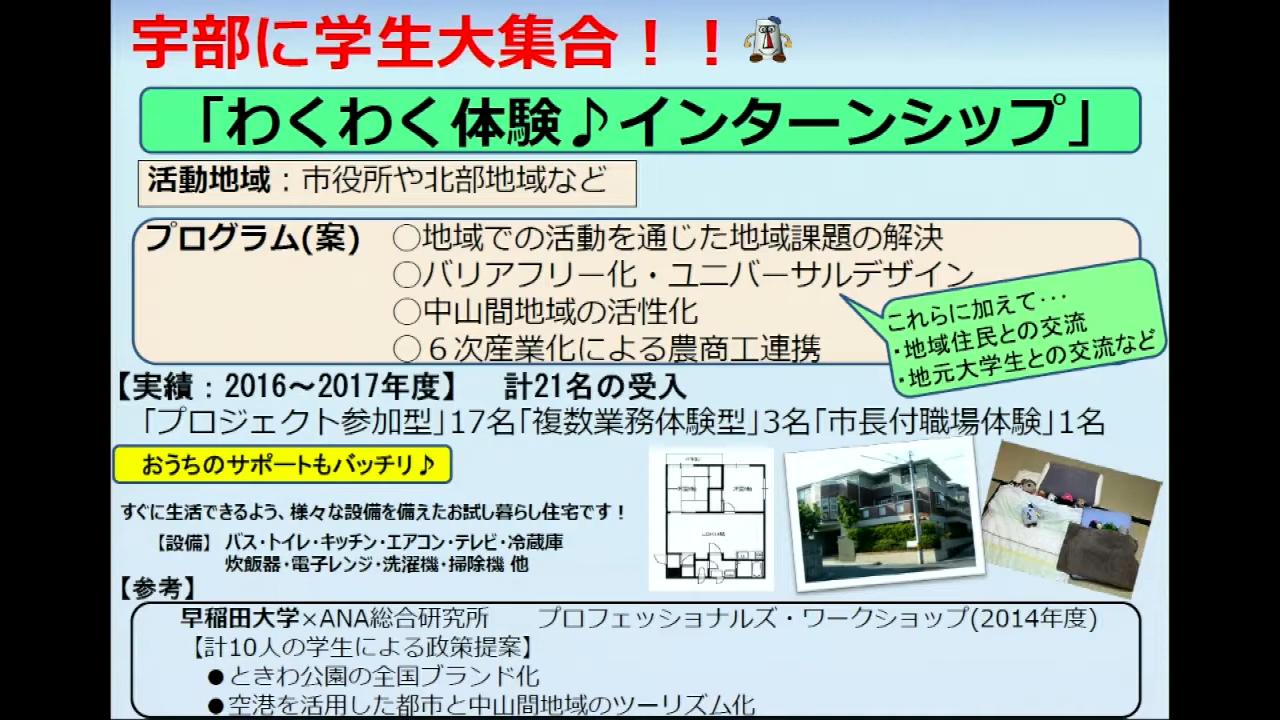 宇部に学生大集合！！
「わくわく体験♪インターンシップ」
活動地域：市役所や北部地域など
プログラム(案)　○地域での活動を通じた地域課題の解決
○バリアフリー化・ユニバーサルデザイン
○中山間地域の活性化
○６次産業化による農商工連携
これらに加えて･･･
・地域住民との交流
・地元大学生との交流など
【実績：2016～2017年度】　計21名の受入
「プロジェクト参加型」17名「複数業務体験型」3名「市長付職場体験」1名
おうちのサポートもバッチリ♪
すぐに生活できるよう、様々な設備を備えたお試し暮らし住宅です！
【設備】 バス・トイレ・キッチン・エアコン・テレビ・冷蔵庫
炊飯器・電子レンジ・洗濯機・掃除機 他
【参考】
早稲田大学×ANA総合研究所　プロフェッショナルズ・ワークショップ(2014年度)
【計10人の学生による政策提案】
●ときわ公園の全国ブランド化
●空港を活用した都市と中山間地域のツーリズム化